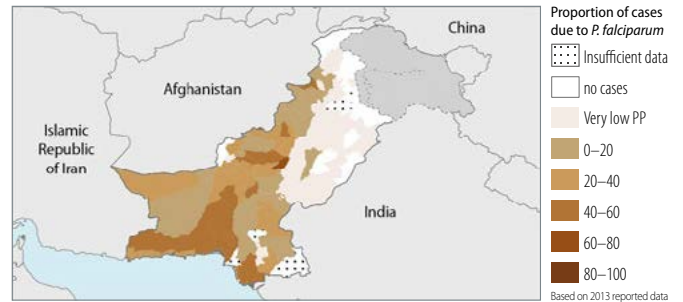 China
Afghanistan
Islamic
Republic
of Iran
India
Proportion of cases
due to P. falciparum
Insufficient data
no cases
Very low PP
0–20
20–40
40–60
60–80
80–100
Based on 2013 reported data